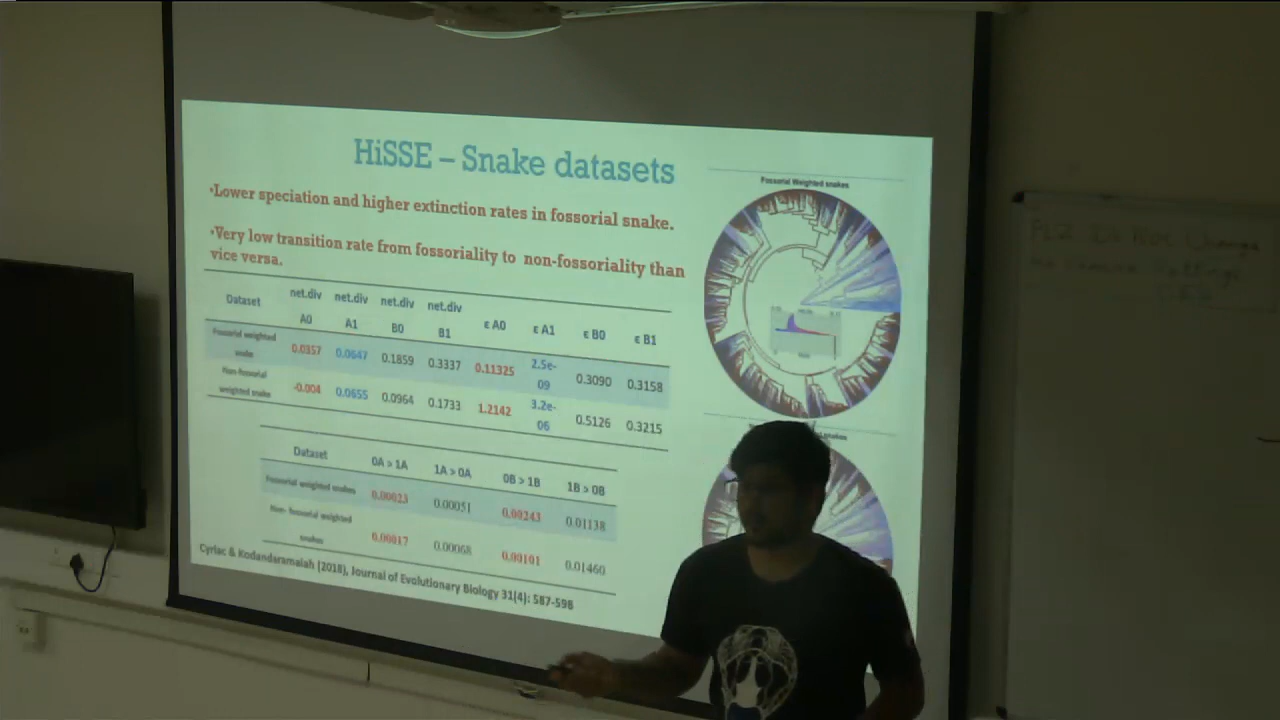 HiSSE – Snake datasets
•Lower speciation and higher extinction rates in fossorial snake.
•Very low transition rate from fossoriality to non-fossoriality than
vice versa.
Dataset net.div A0 net.div A1 net.div B0 net.div B1 ε A0 ε A1 ε B0 ε B1
Fossorial weighted snake 0.0357 0.0647 0.1859 0.3337 0.11325 2.5e-09 0.3090 0.3158
Non-fossorial weighted snake -0.004 0.0655 0.0964 0.1733 1.2142 3.2e-06 0.5126 0.3215
Dataset 0A > 1A 1A > 0A 0B > 1B 1B > 0B
Fossorial weighted snakes 0.00023 0.00051 0.00243 0.01138
Non- fossorial weighted snakes 0.00017 0.00068 0.00101 0.01460
Cyriac & Kodandaramaiah (2018), Journal of Evolutionary Biology 31(4): 587-596
Fossorial Weighted snakes
snakes